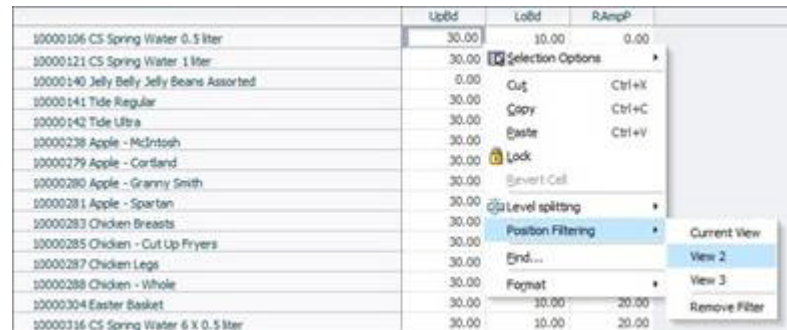 UpBd LoBd RAmpP
10000106 CS Spring Water 0.5 liter 30.00 10.00 0.00
10000121 CS Spring Water 1 liter 30.00 Selection Options
10000140 Jelly Belly Jelly Beans Assorted 0.00 Cut Ctrl+X
10000141 Tide Regular 30.00 Copy Ctrl+C
10000142 Tide Ultra 30.00
10000238 Apple - McIntosh 30.00 Paste Ctrl+V
10000279 Apple - Cortland 30.00 Lock
10000280 Apple - Granny Smith 30.00 Revert Cell
10000281 Apple - Spartan 30.00 Level splitting
10000283 Chicken Breasts 30.00 Position Filtering Current View
10000285 Chicken - Cut Up Fryers 30.00
10000287 Chicken Legs 30.00 Find... View 2
10000288 Chicken - Whole 30.00 Format View 3
10000304 Easter Basket 30.00 10.00 20.00 Remove Filter
10000316 CS Spring Water 6 X 0.5 liter 30.00 10.00 20.00